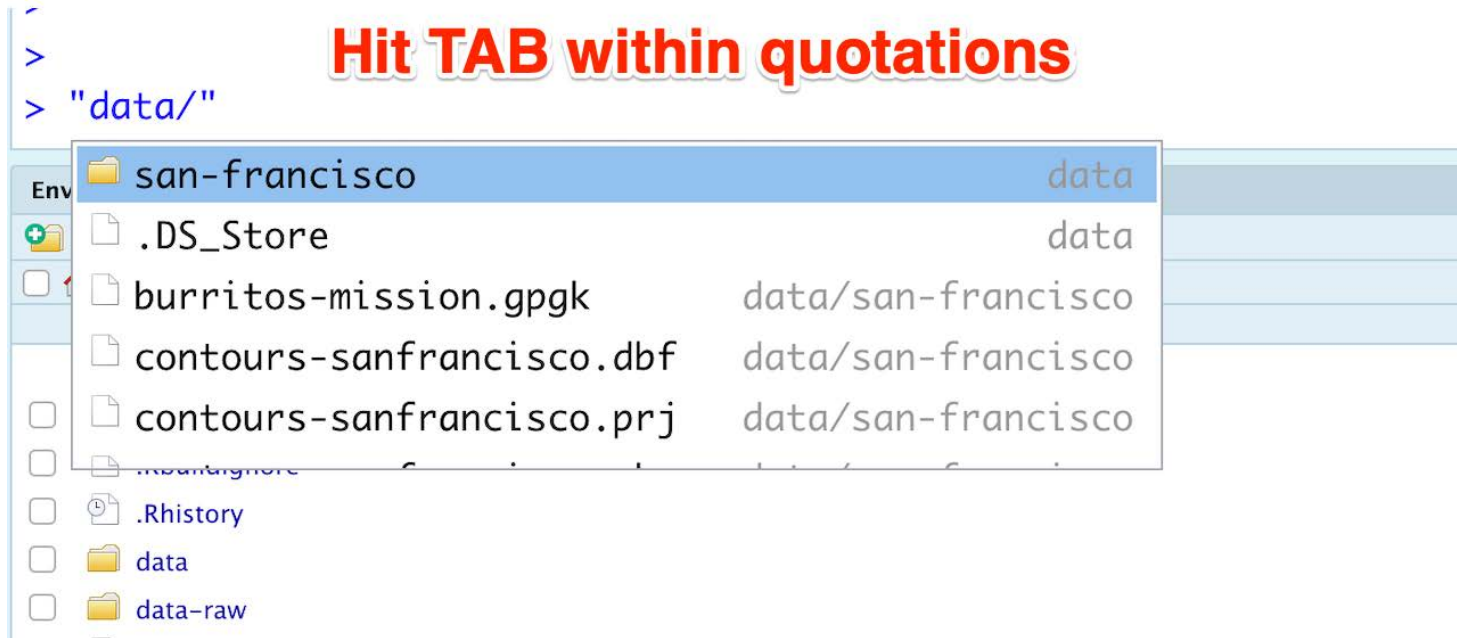 Hit TAB within quotations
>
> "data/"
san-francisco data
Env
.DS_Store data
burritos-mission.gpgk data/san-francisco
contours-sanfrancisco.dbf data/san-francisco
contours-sanfrancisco.prj data/san-francisco
.Rhistory
data
data-raw